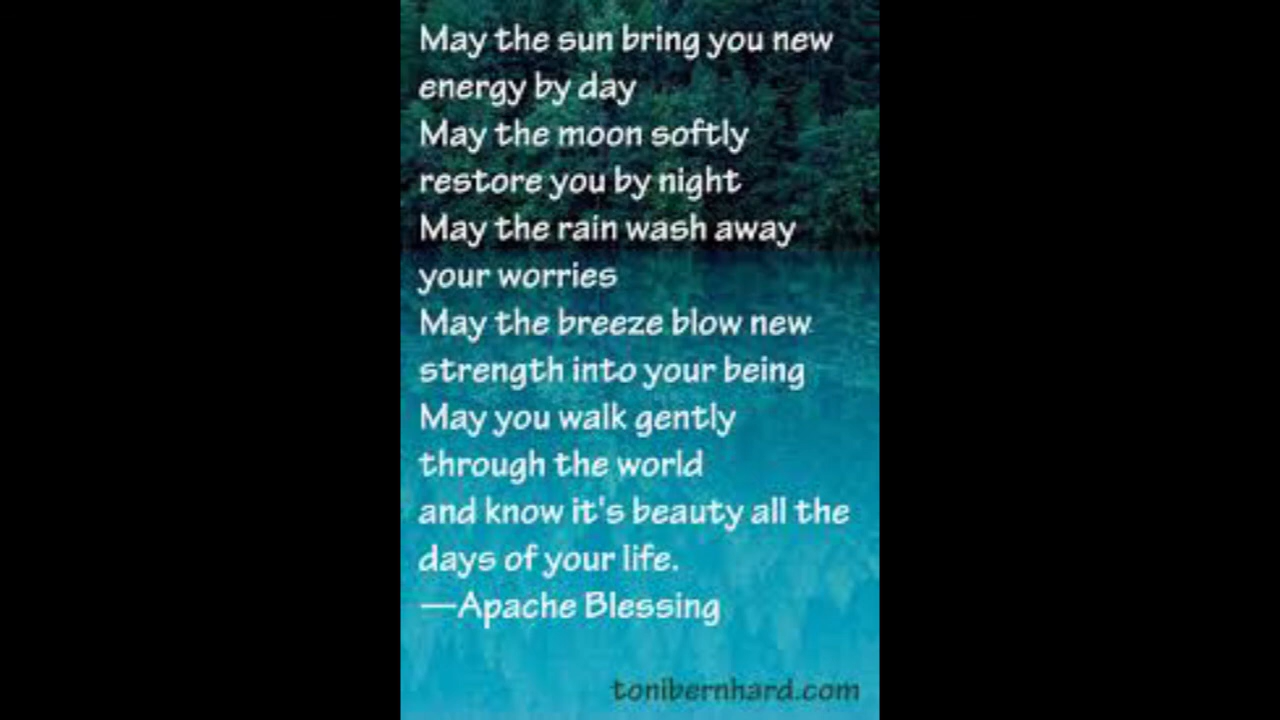 May the sun bring you new
energy by day
May the moon softly
restore you by night
May the rain wash away
your worries
May the breeze blow new
strength into your being
May you walk gently
through the world
and know it's beauty all the
days of your life.
—Apache Blessing
tonibernhard.com